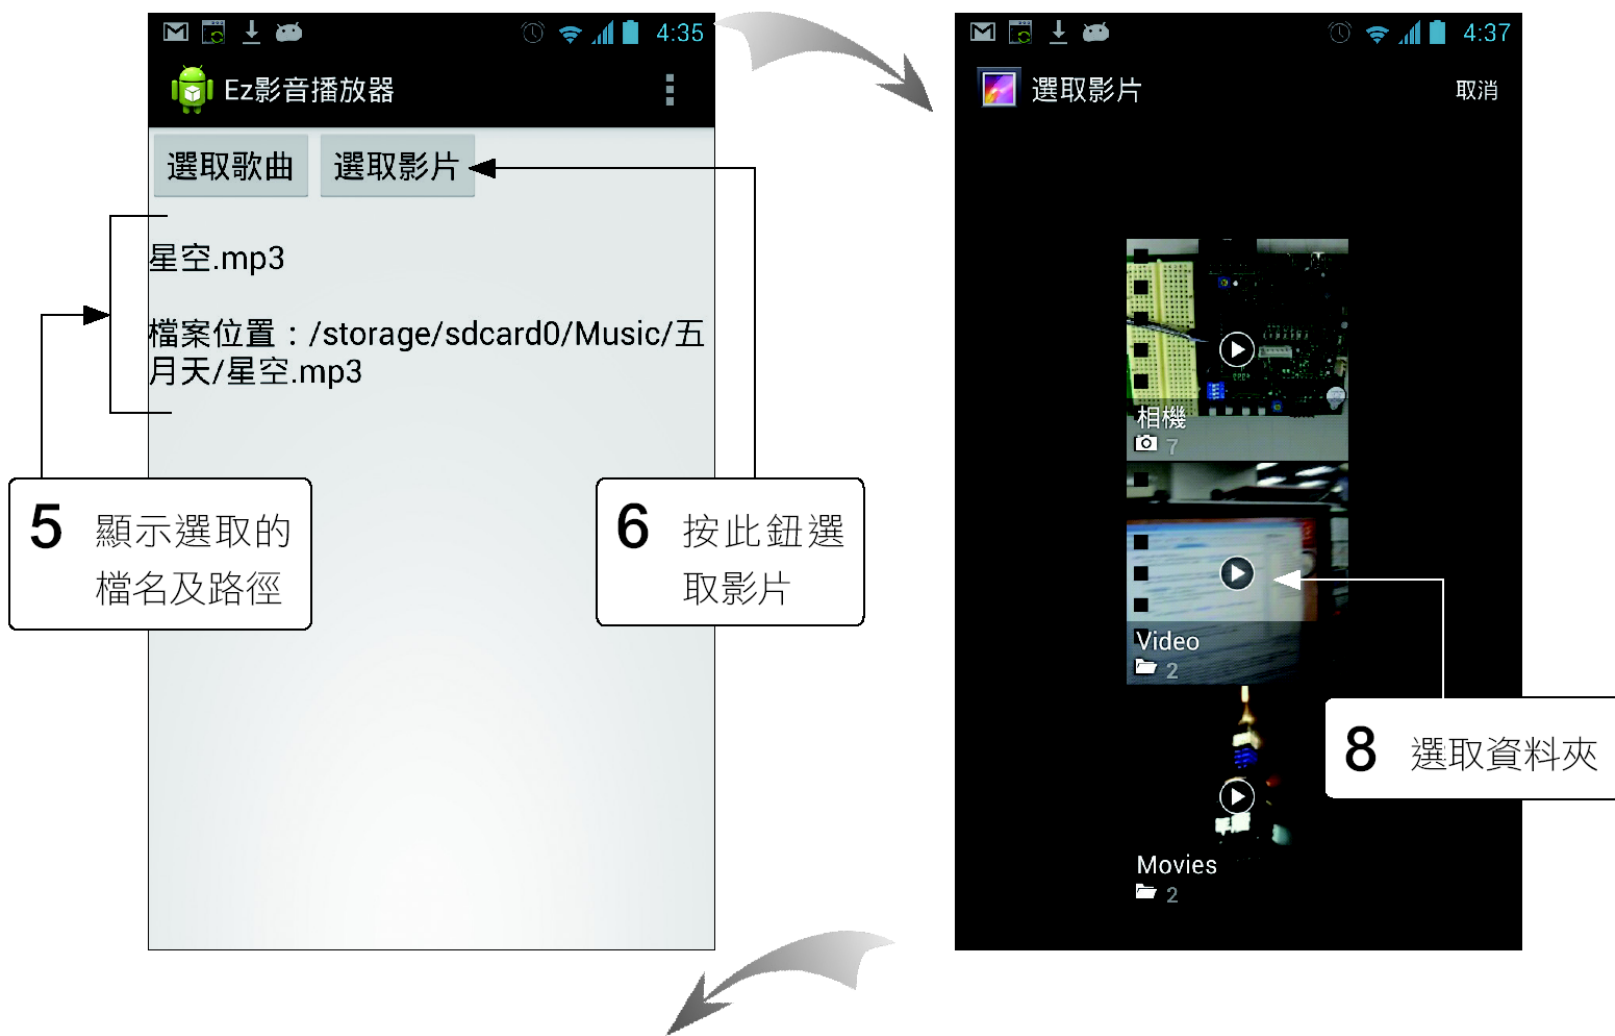 4:35
Ez影音播放器
選取歌曲 選取影片
星空.mp3
檔案位置：/storage/sdcard0/Music/五
月天/星空.mp3
5 顯示選取的
檔名及路徑
6 按此鈕選
取影片
4:37
選取影片 取消
相機
7
Video
2
8 選取資料夾
Movies
2